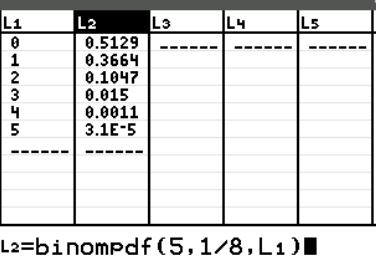 L1 L2 L3 L4 L5
0 0.5129 ------ ------ ------
1 0.3664
2 0.1047
3 0.015
4 0.0011
5 3.1E-5
------ ------
L2=binompdf(5,1/8,L1)